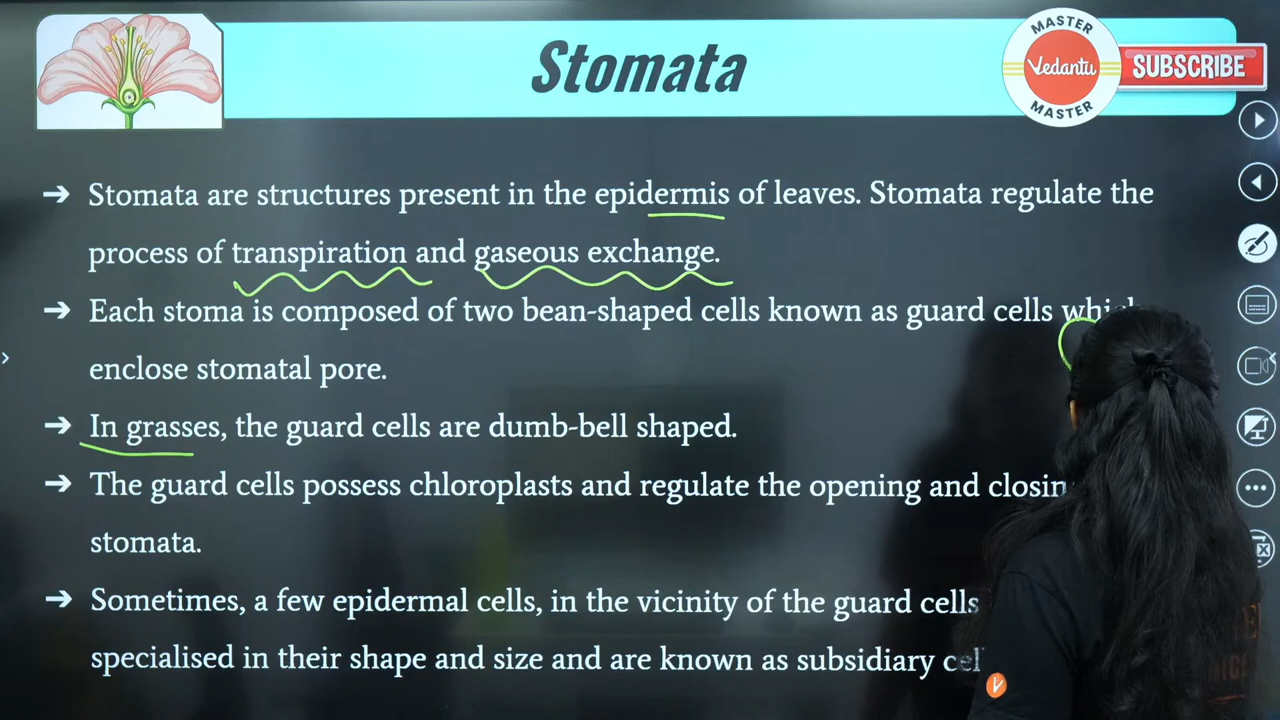 Stomata
MASTER
Vedantu
MASTER
SUBSCRIBE
➔ Stomata are structures present in the epidermis of leaves. Stomata regulate the
process of transpiration and gaseous exchange.
➔ Each stoma is composed of two bean-shaped cells known as guard cells which
enclose stomatal pore.
➔ In grasses, the guard cells are dumb-bell shaped.
➔ The guard cells possess chloroplasts and regulate the opening and closin
stomata.
➔ Sometimes, a few epidermal cells, in the vicinity of the guard cells
specialised in their shape and size and are known as subsidiary cel